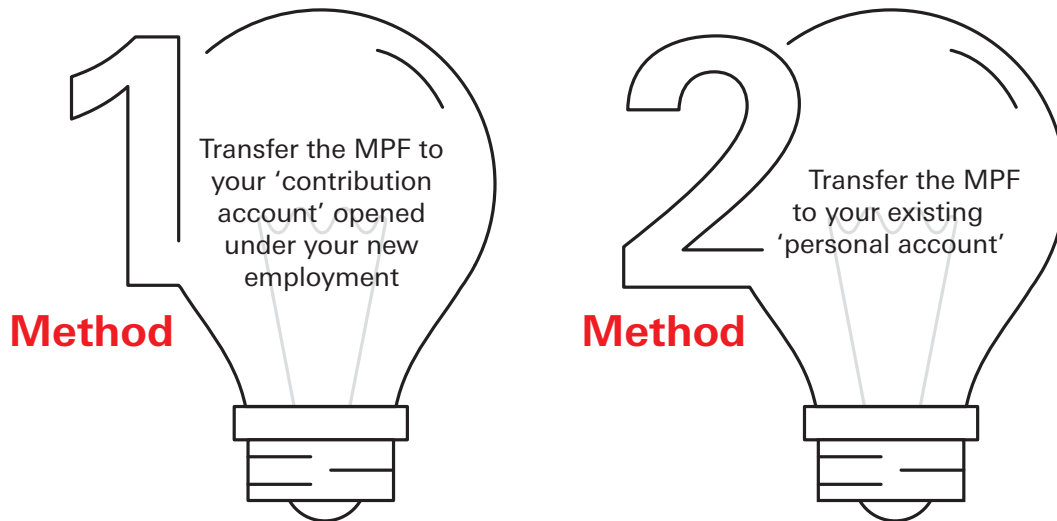 1
Transfer the MPF to
your ‘contribution
account’ opened
under your new
employment
Method
2
Transfer the MPF
to your existing
‘personal account’
Method